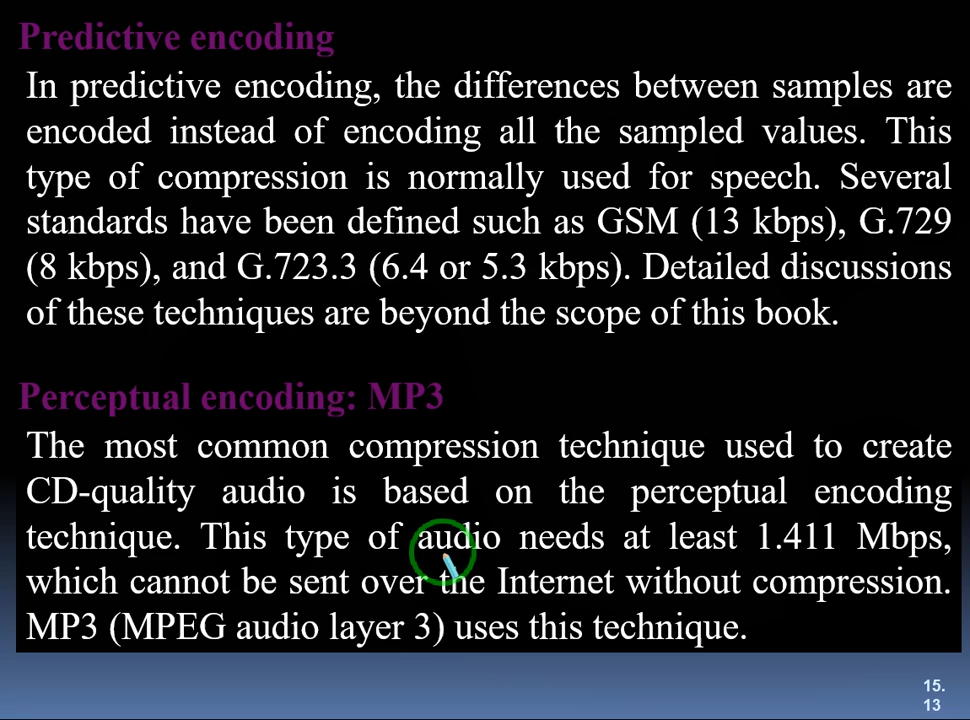 Predictive encoding
In predictive encoding, the differences between samples are
encoded instead of encoding all the sampled values. This
type of compression is normally used for speech. Several
standards have been defined such as GSM (13 kbps), G.729
(8 kbps), and G.723.3 (6.4 or 5.3 kbps). Detailed discussions
of these techniques are beyond the scope of this book.
Perceptual encoding: MP3
The most common compression technique used to create
CD-quality audio is based on the perceptual encoding
technique. This type of audio needs at least 1.411 Mbps,
which cannot be sent over the Internet without compression.
MP3 (MPEG audio layer 3) uses this technique.
15.
13